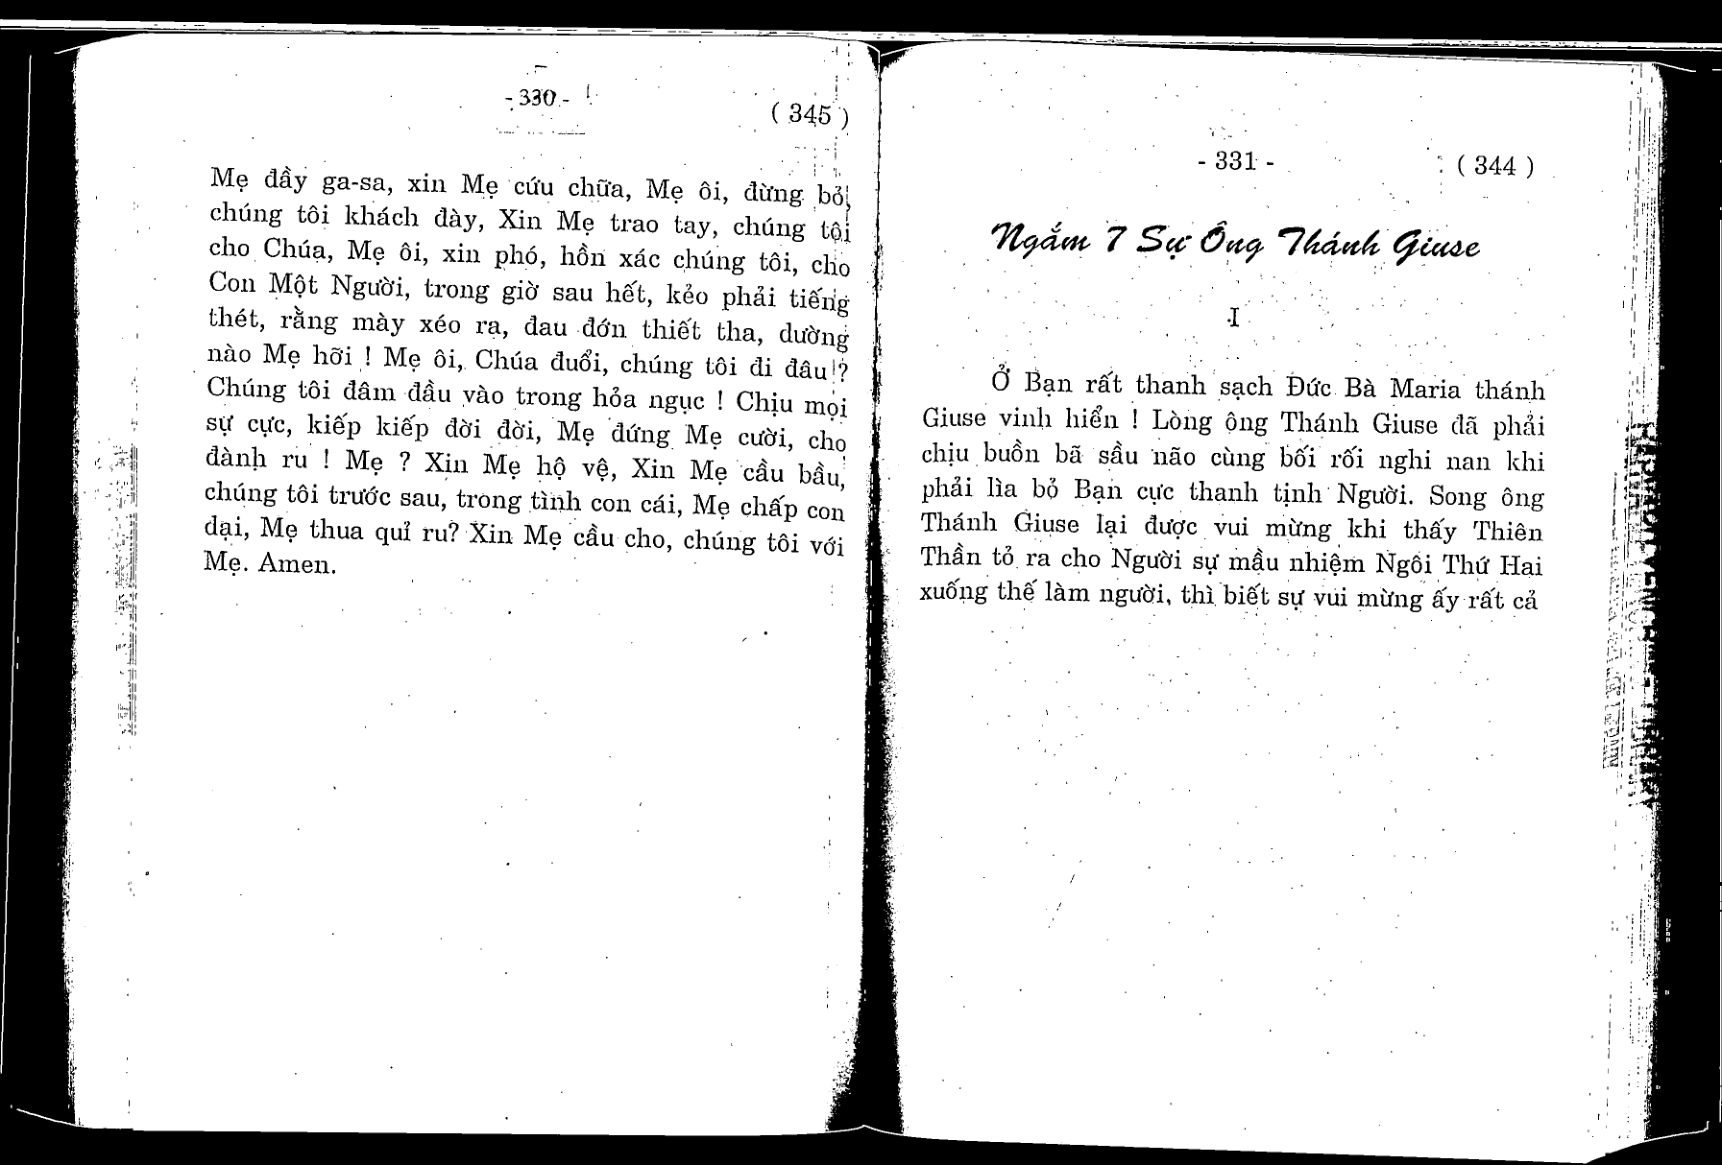 - 330 -
( 345 )
Mẹ đầy ga-sa, xin Mẹ cứu chữa, Mẹ ôi, đừng bỏ,
chúng tôi khách đày, Xin Mẹ trao tay, chúng tôi
cho Chúa, Mẹ ôi, xin phó, hồn xác chúng tôi, cho
Con Một Người, trong giờ sau hết, kẻo phải tiếng
thét, rằng mày xéo ra, đau đớn thiết tha, dường
nào Mẹ hỡi ! Mẹ ôi, Chúa đuổi, chúng tôi đi đâu ?
Chúng tôi đâm đầu vào trong hỏa ngục ! Chịu mọi
sự cực, kiếp kiếp đời đời, Mẹ đứng Mẹ cười, cho
đành ru ! Mẹ ? Xin Mẹ hộ vệ, Xin Mẹ cầu bầu,
chúng tôi trước sau, trong tình con cái, Mẹ chấp con
dại, Mẹ thua quỉ ru? Xin Mẹ cầu cho, chúng tôi với
Mẹ. Amen.
- 331 -
( 344 )
Ngắm 7 Sự Ông Thánh Giuse
I
Ở Bạn rất thanh sạch Đức Bà Maria thánh
Giuse vinh hiển ! Lòng ông Thánh Giuse đã phải
chịu buồn bã sầu não cùng bối rối nghi nan khi
phải lìa bỏ Bạn cực thanh tịnh Người. Song ông
Thánh Giuse lại được vui mừng khi thấy Thiên
Thần tỏ ra cho Người sự mầu nhiệm Ngôi Thứ Hai
xuống thế làm người, thì biết sự vui mừng ấy rất cả